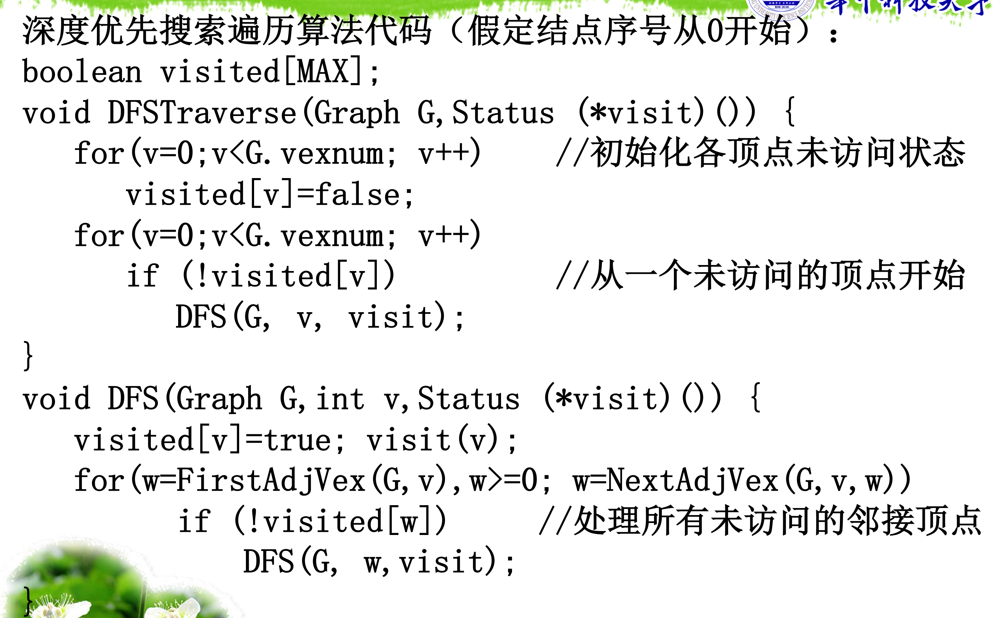 深度优先搜索遍历算法代码（假定结点序号从0开始）：
boolean visited[MAX];
void DFSTraverse(Graph G,Status (*visit)()) {
for(v=0;v<G.vexnum; v++) //初始化各顶点未访问状态
visited[v]=false;
for(v=0;v<G.vexnum; v++)
if (!visited[v]) //从一个未访问的顶点开始
DFS(G, v, visit);
}
void DFS(Graph G,int v,Status (*visit)()) {
visited[v]=true; visit(v);
for(w=FirstAdjVex(G,v),w>=0; w=NextAdjVex(G,v,w))
if (!visited[w]) //处理所有未访问的邻接顶点
DFS(G, w,visit);
}